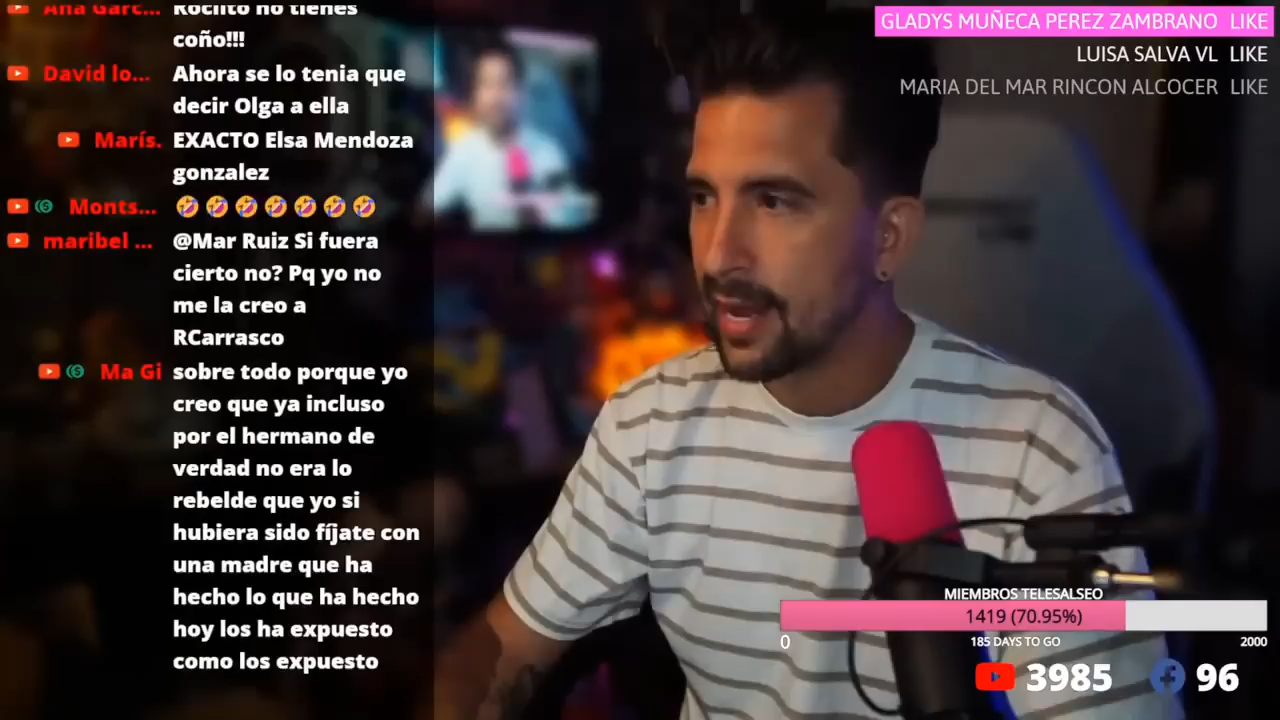 Ana Garc... Rociito no tienes
coño!!!
David lo... Ahora se lo tenia que
decir Olga a ella
Marís. EXACTO Elsa Mendoza
gonzalez
Monts... 🤣🤣🤣🤣🤣🤣🤣
maribel ... @Mar Ruiz Si fuera
cierto no? Pq yo no
me la creo a
RCarrasco
Ma Gi sobre todo porque yo
creo que ya incluso
por el hermano de
verdad no era lo
rebelde que yo si
hubiera sido fíjate con
una madre que ha
hecho lo que ha hecho
hoy los ha expuesto
como los expuesto
GLADYS MUÑECA PEREZ ZAMBRANO LIKE
LUISA SALVA VL LIKE
MARIA DEL MAR RINCON ALCOCER LIKE
MIEMBROS TELESALSEO
1419 (70.95%)
0 185 DAYS TO GO 2000
3985 96